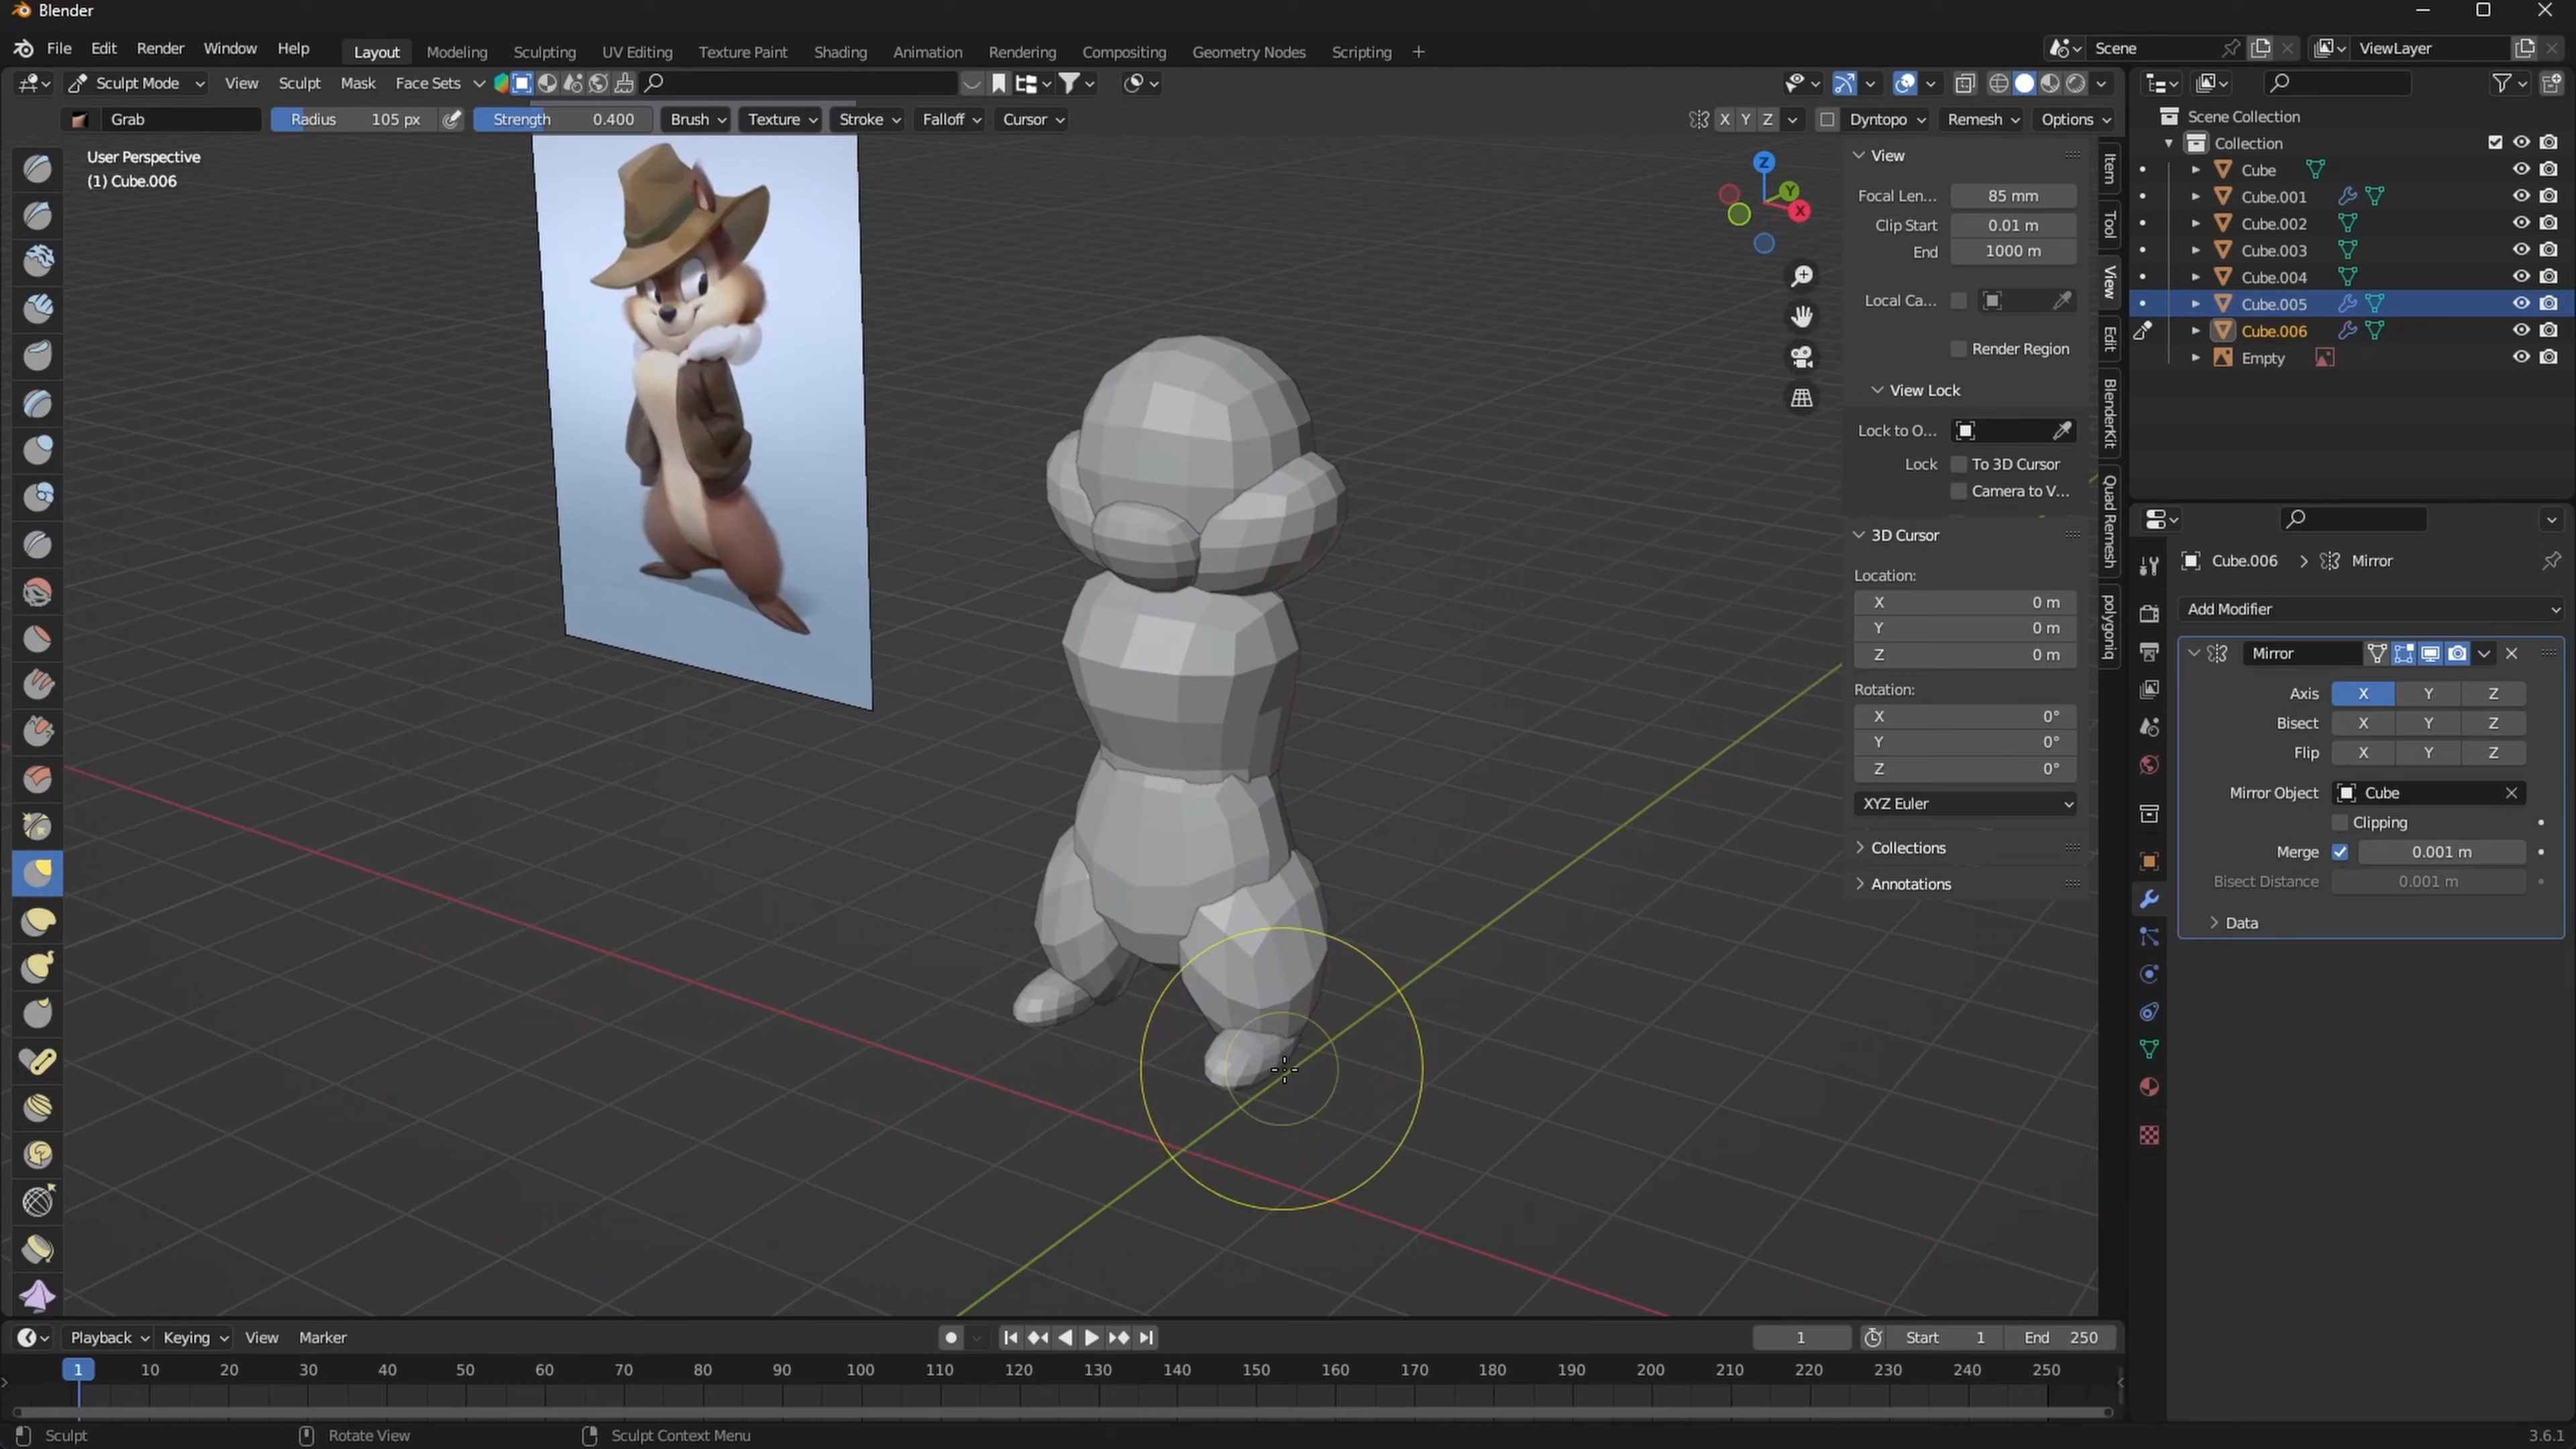 Blender
File Edit Render Window Help Layout Modeling Sculpting UV Editing Texture Paint Shading Animation Rendering Compositing Geometry Nodes Scripting + Scene ViewLayer
Sculpt Mode View Sculpt Mask Face Sets
Grab Radius 105 px Strength 0.400 Brush Texture Stroke Falloff Cursor X Y Z Dyntopo Remesh Options
User Perspective
(1) Cube.006
Z
Y
X
View
Focal Len... 85 mm
Clip Start 0.01 m
End 1000 m
Local Ca...
Render Region
View Lock
Lock to O...
Lock To 3D Cursor
Camera to V...
3D Cursor
Location:
X 0 m
Y 0 m
Z 0 m
Rotation:
X 0°
Y 0°
Z 0°
XYZ Euler
Collections
Annotations
Item
Tool
View
Edit
BlenderKit
Quad Remesh
polygoniq
Scene Collection
Collection
Cube
Cube.001
Cube.002
Cube.003
Cube.004
Cube.005
Cube.006
Empty
Cube.006 > Mirror
Add Modifier
Mirror
Axis X Y Z
Bisect X Y Z
Flip X Y Z
Mirror Object Cube
Clipping
Merge 0.001 m
Bisect Distance 0.001 m
Data
Playback Keying View Marker 1 Start 1 End 250
1 10 20 30 40 50 60 70 80 90 100 110 120 130 140 150 160 170 180 190 200 210 220 230 240 250
Sculpt Rotate View Sculpt Context Menu 3.6.1